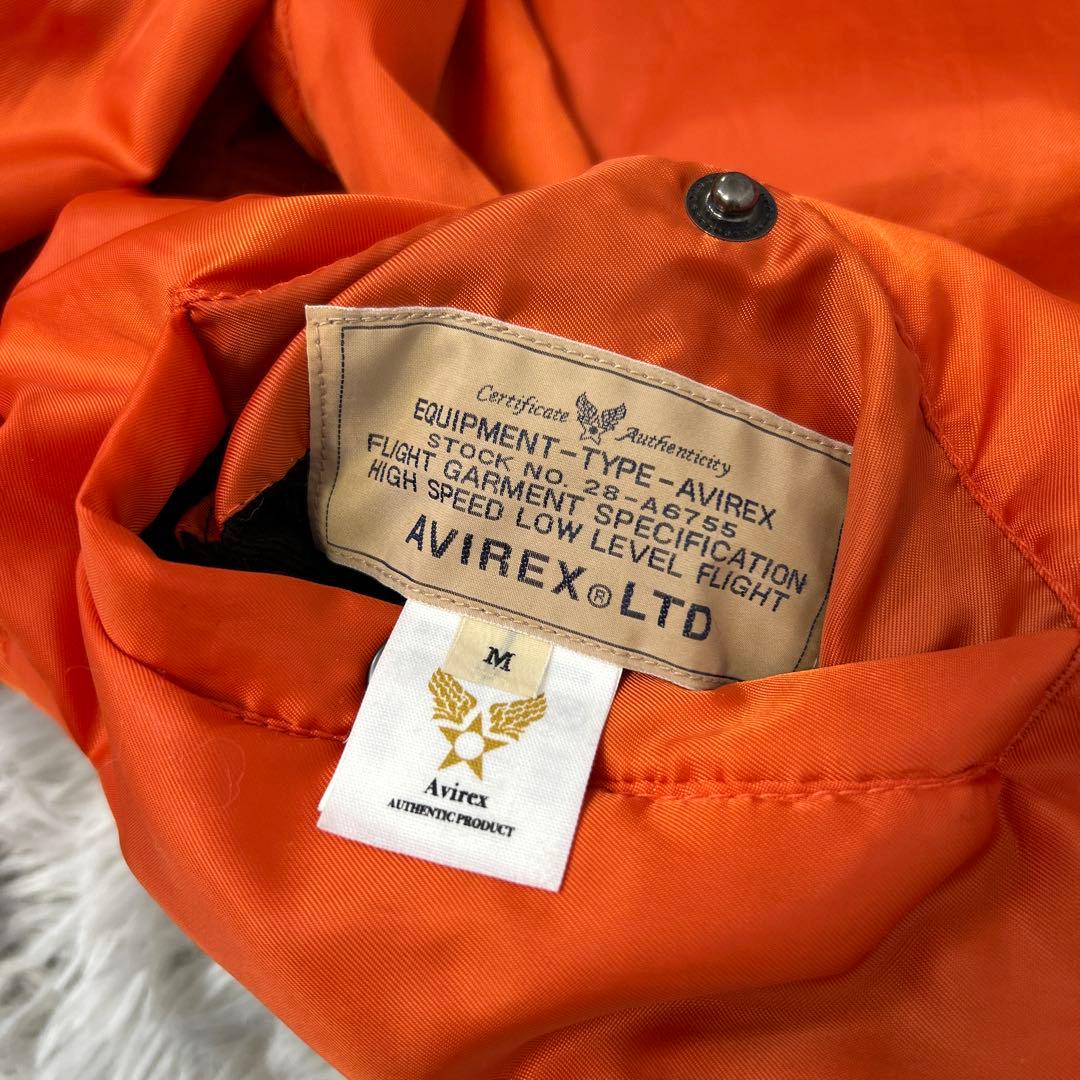 Certificate Authenticity
EQUIPMENT-TYPE-AVIREX
STOCK NO. 28-A6755
FLIGHT GARMENT SPECIFICATION
HIGH SPEED LOW LEVEL FLIGHT
AVIREX® LTD
M
Avirex
AUTHENTIC PRODUCT